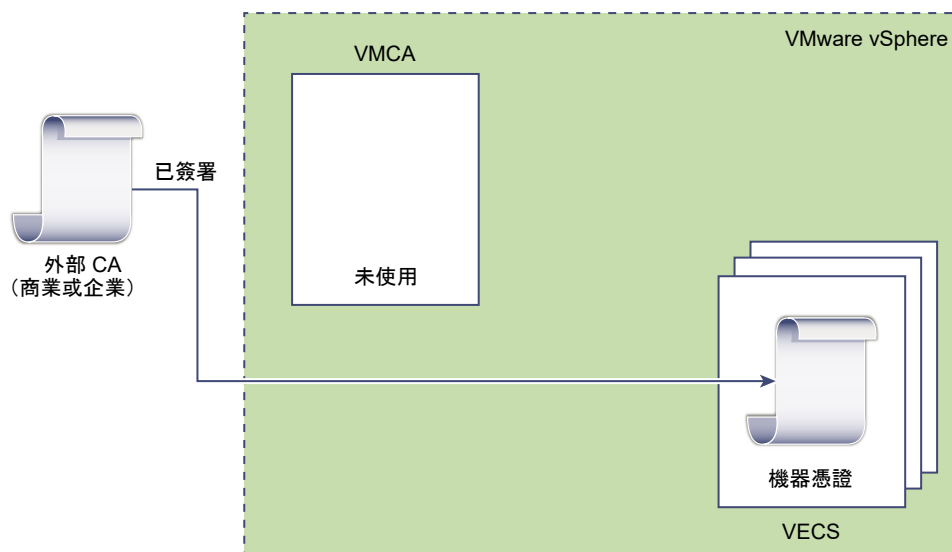 VMware vSphere
VMCA
已簽署
外部 CA
（商業或企業）
未使用
機器憑證
VECS